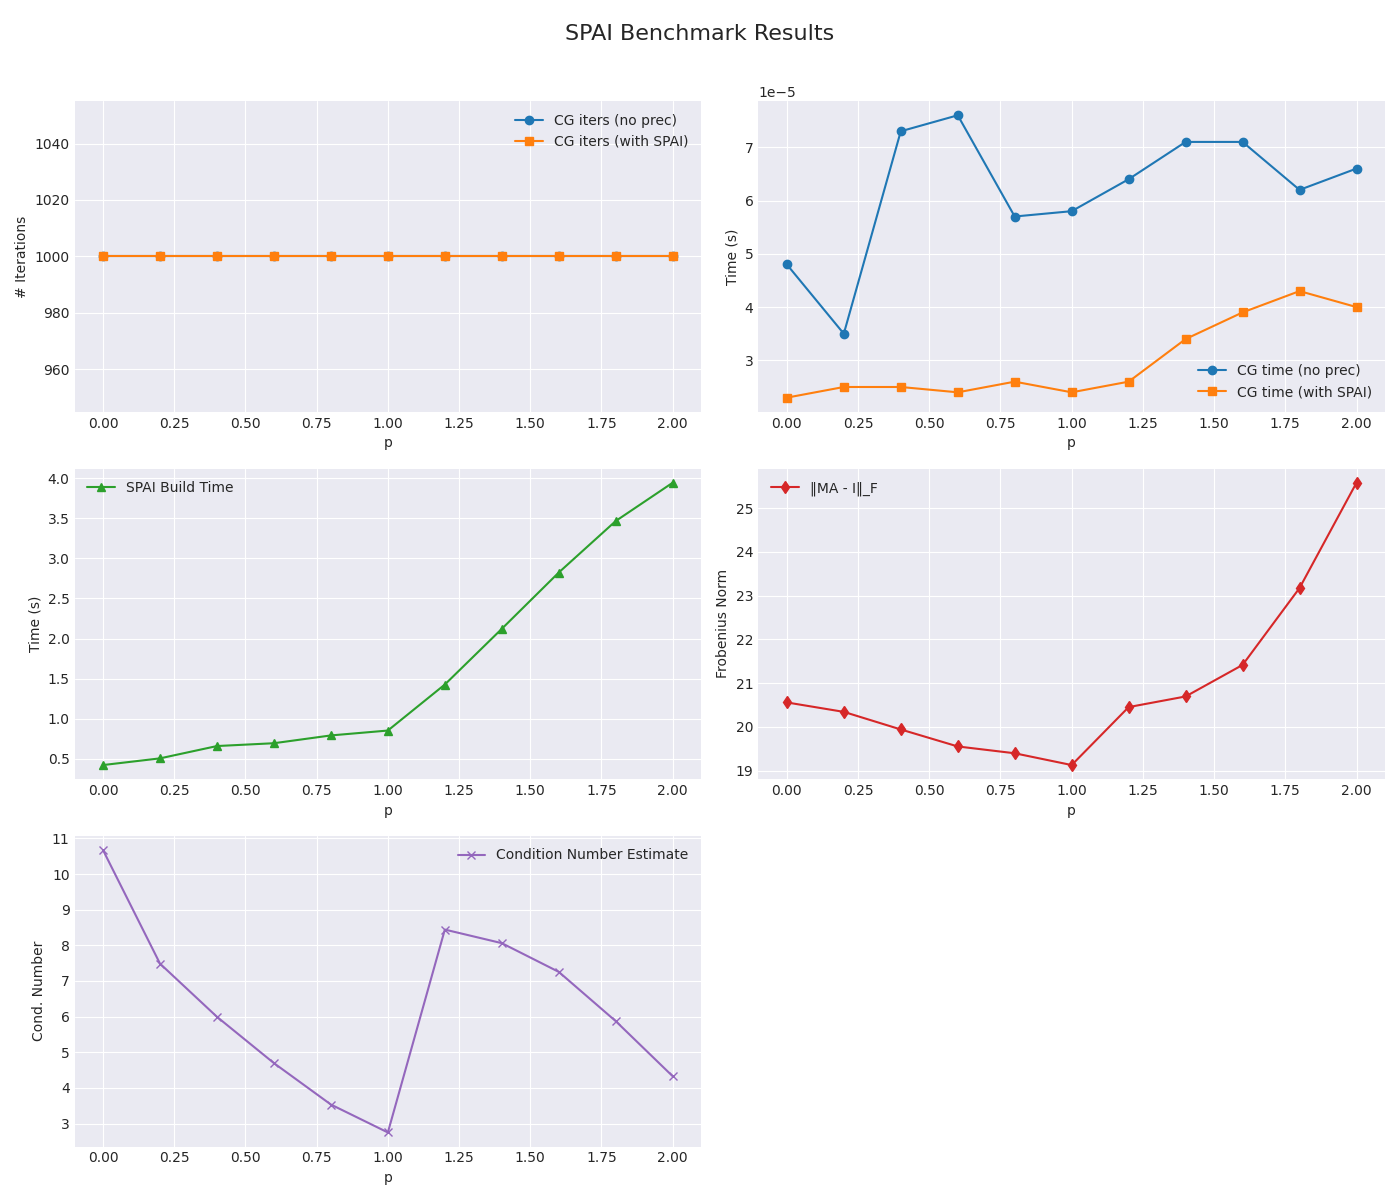 SPAI Benchmark Results
CG iters (no prec)
CG iters (with SPAI)
# Iterations
1040
1020
1000
980
960
0.00 0.25 0.50 0.75 1.00 1.25 1.50 1.75 2.00
p
1e−5
Time (s)
7
6
5
4
3
CG time (no prec)
CG time (with SPAI)
0.00 0.25 0.50 0.75 1.00 1.25 1.50 1.75 2.00
p
SPAI Build Time
Time (s)
4.0
3.5
3.0
2.5
2.0
1.5
1.0
0.5
0.00 0.25 0.50 0.75 1.00 1.25 1.50 1.75 2.00
p
‖MA - I‖_F
Frobenius Norm
25
24
23
22
21
20
19
0.00 0.25 0.50 0.75 1.00 1.25 1.50 1.75 2.00
p
Condition Number Estimate
Cond. Number
11
10
9
8
7
6
5
4
3
0.00 0.25 0.50 0.75 1.00 1.25 1.50 1.75 2.00
p